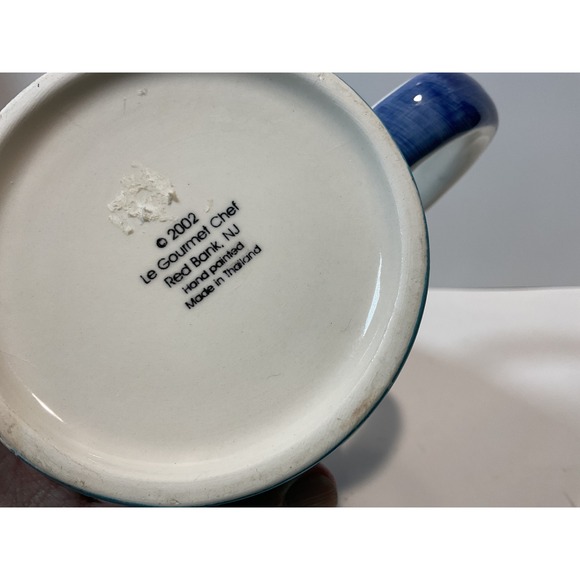 © 2002
Le Gourmet Chef
Red Bank, NJ
Hand painted
Made in Thailand